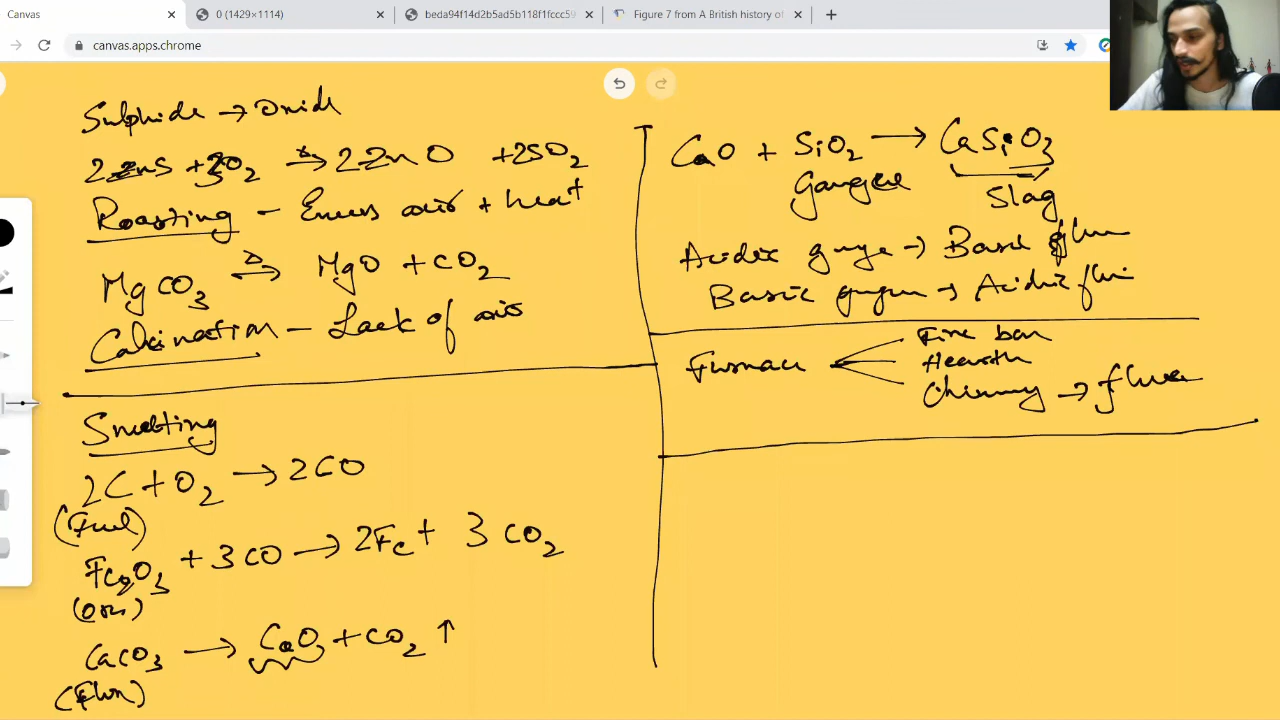 Canvas
0 (1429×1114)
beda94f14d2b5ad5b118f1fccc59
Figure 7 from A British history of
canvas.apps.chrome
Sulphide → Oxide
2ZnS + 3O2 →Δ 2ZnO + 2SO2
Roasting – Excess air + heat
MgCO3 →Δ MgO + CO2
Calcination – Lack of air
Smelting
2C + O2 → 2CO
(Fuel)
Fe2O3 + 3CO → 2Fe + 3CO2
(Ore)
CaCO3 → CaO + CO2 ↑
(Flux)
CaO + SiO2 → CaSiO3
Gangue
Slag
Acidic gangue → Basic flux
Basic gangue → Acidic flux
Furnace
Fire box
Hearth
Chimney → flue